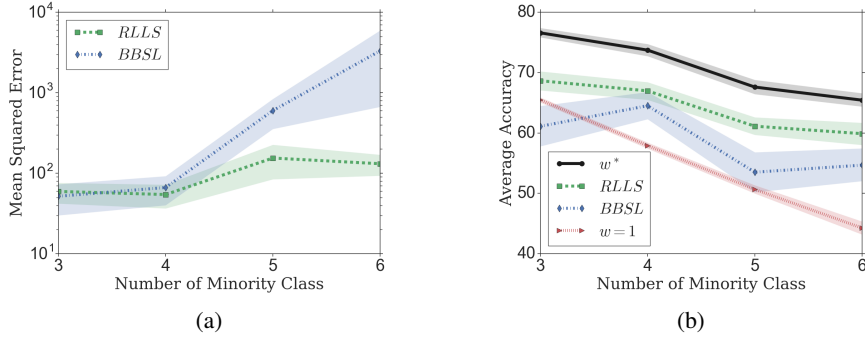 10^4
10^3
10^2
10^1
Mean Squared Error
RLLS
BBSL
3 4 5 6
Number of Minority Class
(a)
80
70
60
50
40
Average Accuracy
w*
RLLS
BBSL
w = 1
3 4 5 6
Number of Minority Class
(b)